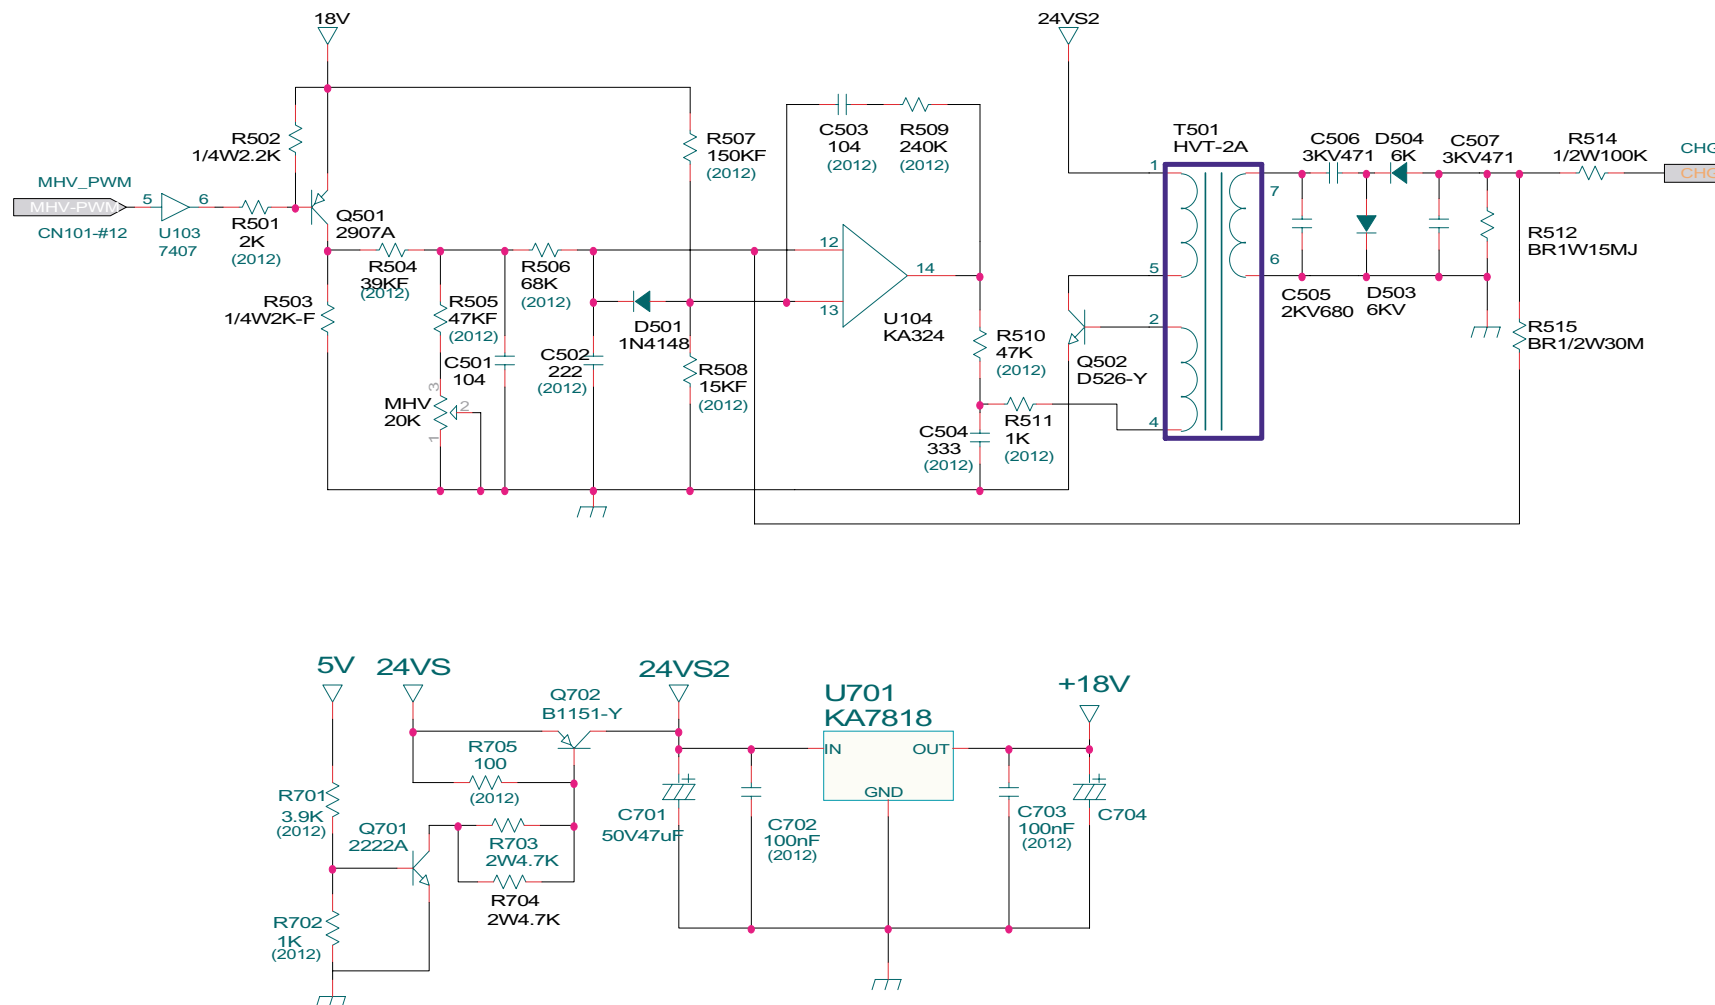 18V
24VS2
R502
1/4W2.2K
MHV_PWM
MHV-PWM
CN101-#12
5
6
U103
7407
R501
2K
(2012)
Q501
2907A
R503
1/4W2K-F
R504
39KF
(2012)
R505
47KF
(2012)
MHV
20K
3
2
1
C501
104
R506
68K
(2012)
C502
222
(2012)
D501
1N4148
R507
150KF
(2012)
R508
15KF
(2012)
C503
104
(2012)
R509
240K
(2012)
12
13
14
U104
KA324
R510
47K
(2012)
C504
333
(2012)
R511
1K
(2012)
Q502
D526-Y
T501
HVT-2A
1
5
2
4
7
6
C506
3KV471
D504
6K
C507
3KV471
R514
1/2W100K
CHG
CHG
C505
2KV680
D503
6KV
R512
BR1W15MJ
R515
BR1/2W30M
5V
24VS
24VS2
+18V
Q702
B1151-Y
R705
100
(2012)
R701
3.9K
(2012)
Q701
2222A
R703
2W4.7K
R704
2W4.7K
R702
1K
(2012)
C701
50V47uF
+
C702
100nF
(2012)
U701
KA7818
IN
OUT
GND
C703
100nF
(2012)
+
C704